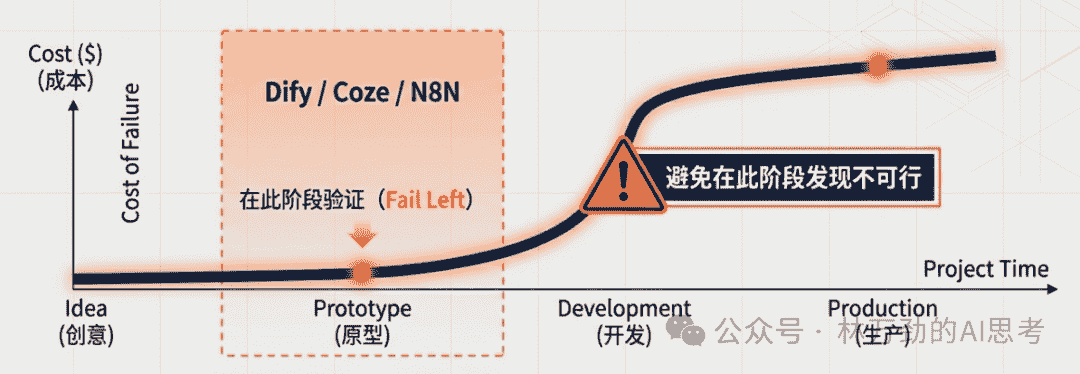 Cost ($)
(成本)
Cost of Failure
Dify / Coze / N8N
在此阶段验证（Fail Left）
!
避免在此阶段发现不可行
Project Time
Idea
(创意)
Prototype
(原型)
Development
(开发)
Production
(生产)
公众号 · 林
劲的AI思考